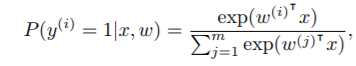 P(y^{(i)} = 1|x, w) = \frac{\exp(w^{(i)^\intercal} x)}{\sum_{j=1}^{m} \exp(w^{(j)^\intercal} x)},